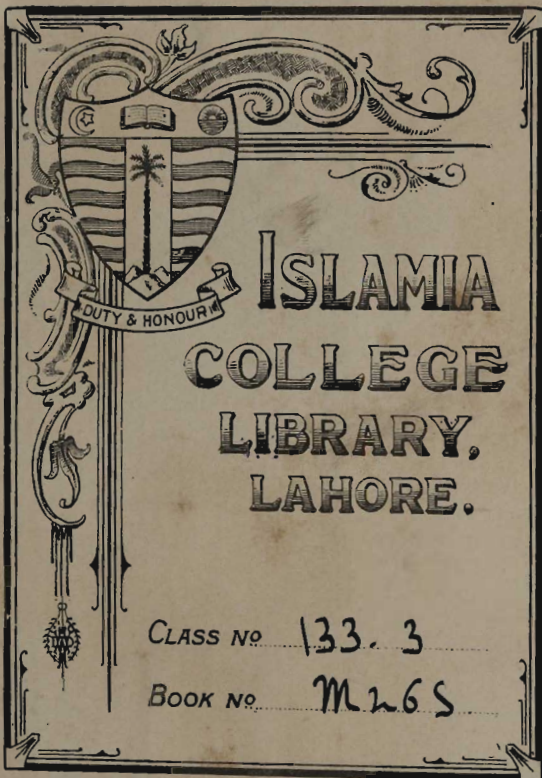 DUTY & HONOUR
ISLAMIA
COLLEGE
LIBRARY,
LAHORE.
CLASS No 133.3
BOOK No M26S